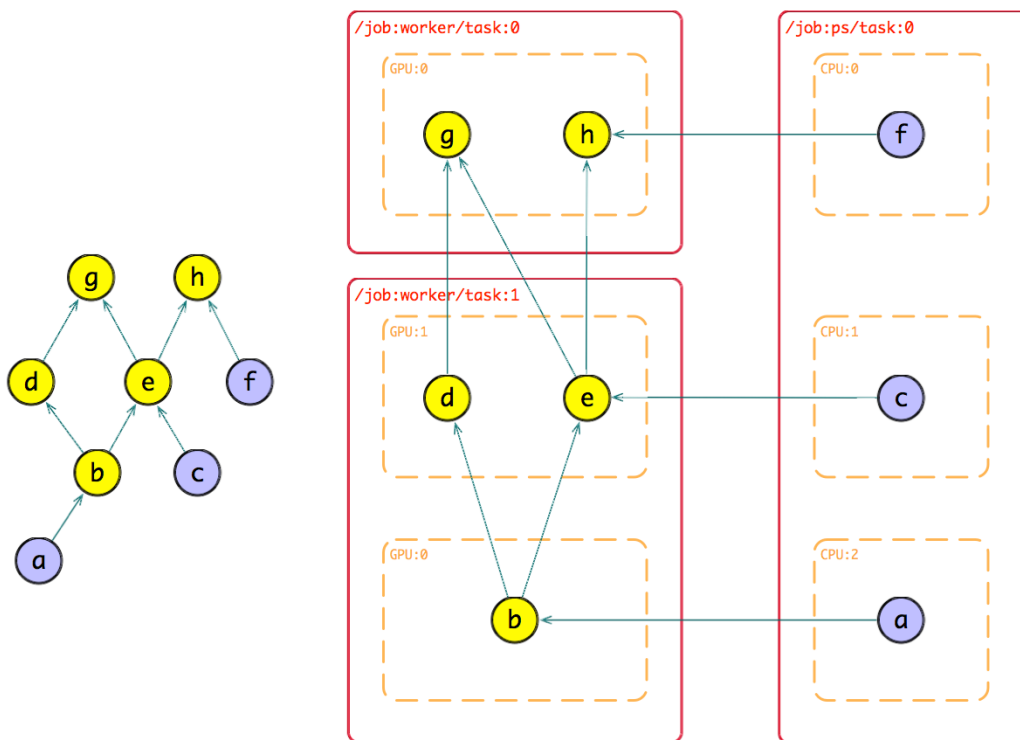 g
h
d
e
f
b
c
a
/job:worker/task:0
GPU:0
g
h
/job:worker/task:1
GPU:1
d
e
GPU:0
b
/job:ps/task:0
CPU:0
f
CPU:1
c
CPU:2
a